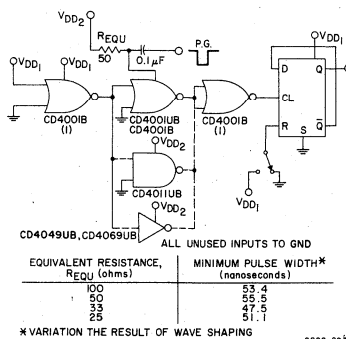 VDD2
REQU
50
0.1µF
P.G.
VDD1
VDD1
VDD1
D Q
CL
R S Q̅
CD4001B
(1)
CD4001UB
CD4001B
CD4001B
(1)
VDD2
CD4011UB
VDD2
VDD1
CD4049UB, CD4069UB
ALL UNUSED INPUTS TO GND
EQUIVALENT RESISTANCE, MINIMUM PULSE WIDTH*
REQU (ohms) (nanoseconds)
100 53.4
50 55.5
33 47.5
25 51.1
* VARIATION THE RESULT OF WAVE SHAPING